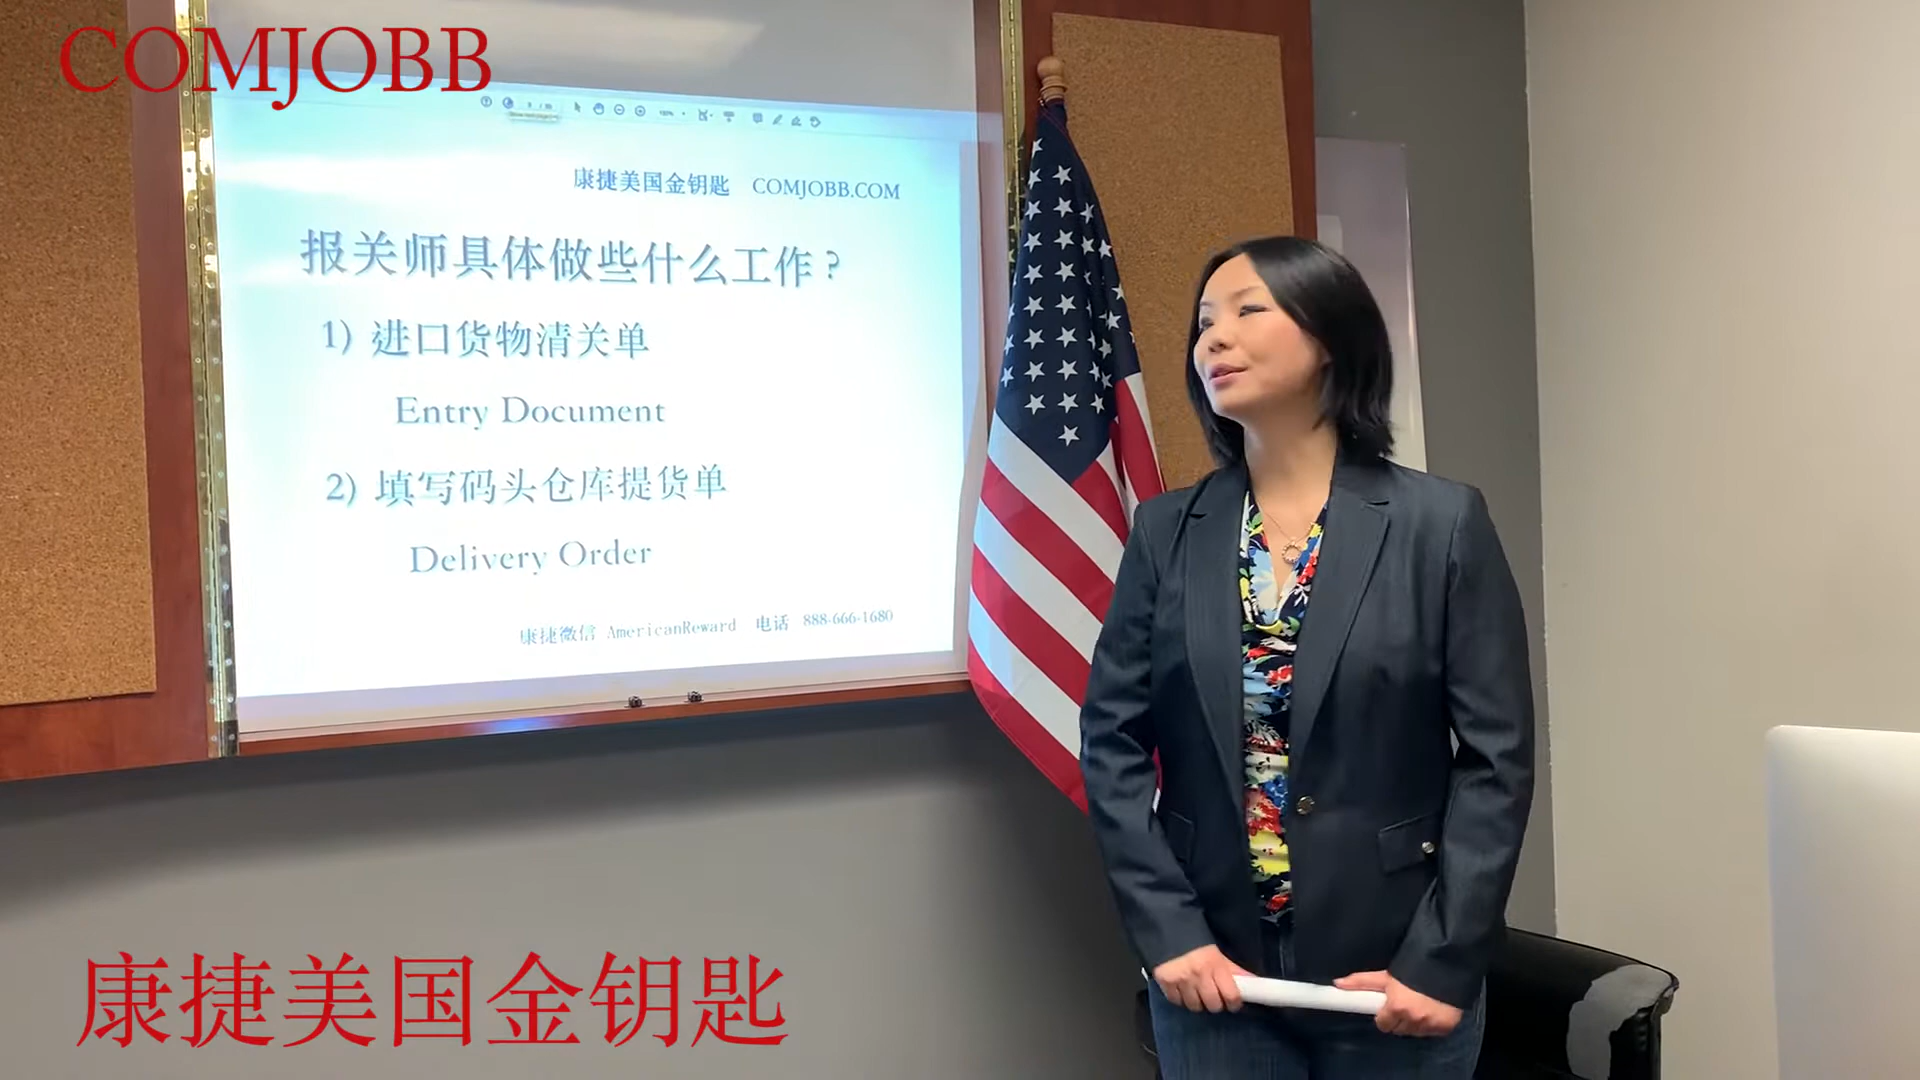 COMJOBB
康捷美国金钥匙 COMJOBB.COM
报关师具体做些什么工作？
1) 进口货物清关单
Entry Document
2) 填写码头仓库提货单
Delivery Order
康捷微信 AmericanReward 电话 888-666-1680
康捷美国金钥匙